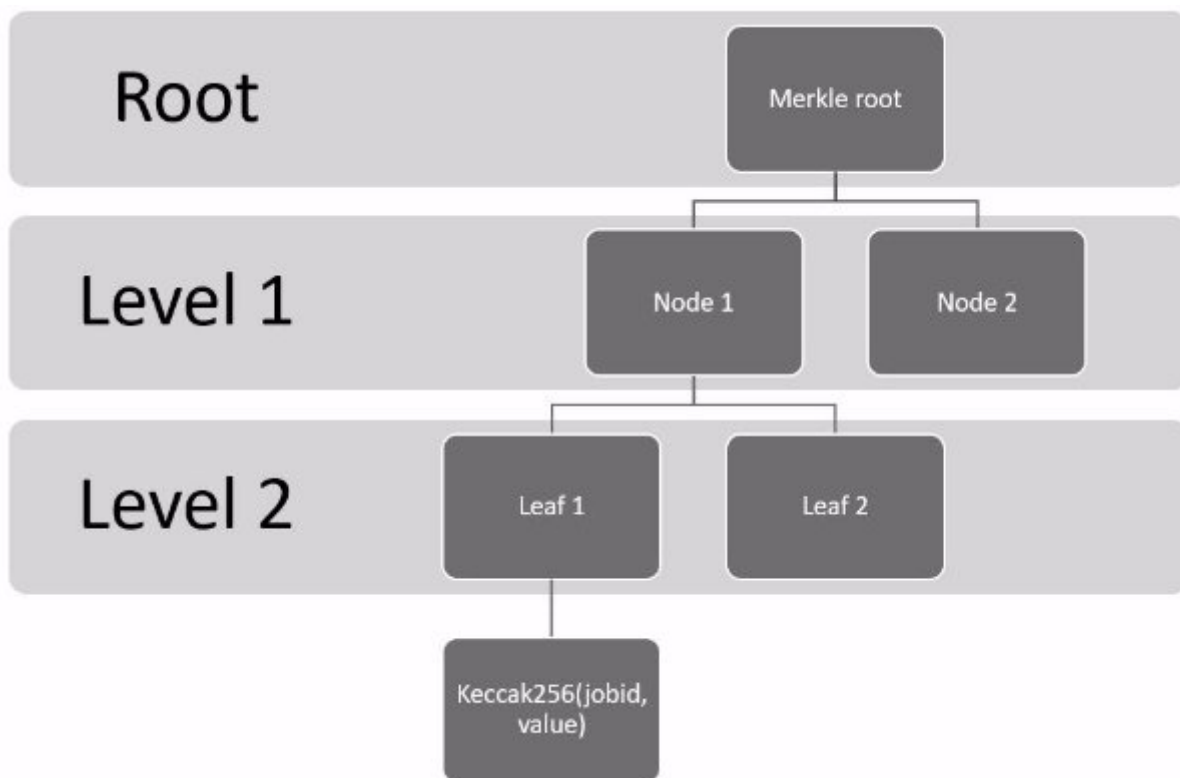 Root
Merkle root
Level 1
Node 1
Node 2
Level 2
Leaf 1
Leaf 2
Keccak256(jobid,
value)